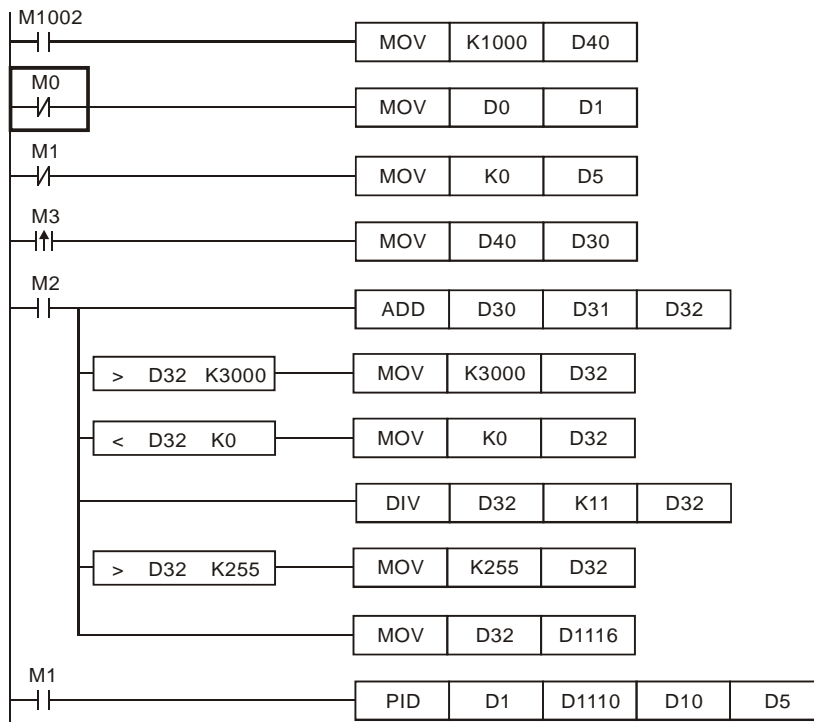 M1002
MOV K1000 D40
M0
MOV D0 D1
M1
MOV K0 D5
M3
MOV D40 D30
M2
ADD D30 D31 D32
> D32 K3000 MOV K3000 D32
< D32 K0 MOV K0 D32
DIV D32 K11 D32
> D32 K255 MOV K255 D32
MOV D32 D1116
M1
PID D1 D1110 D10 D5